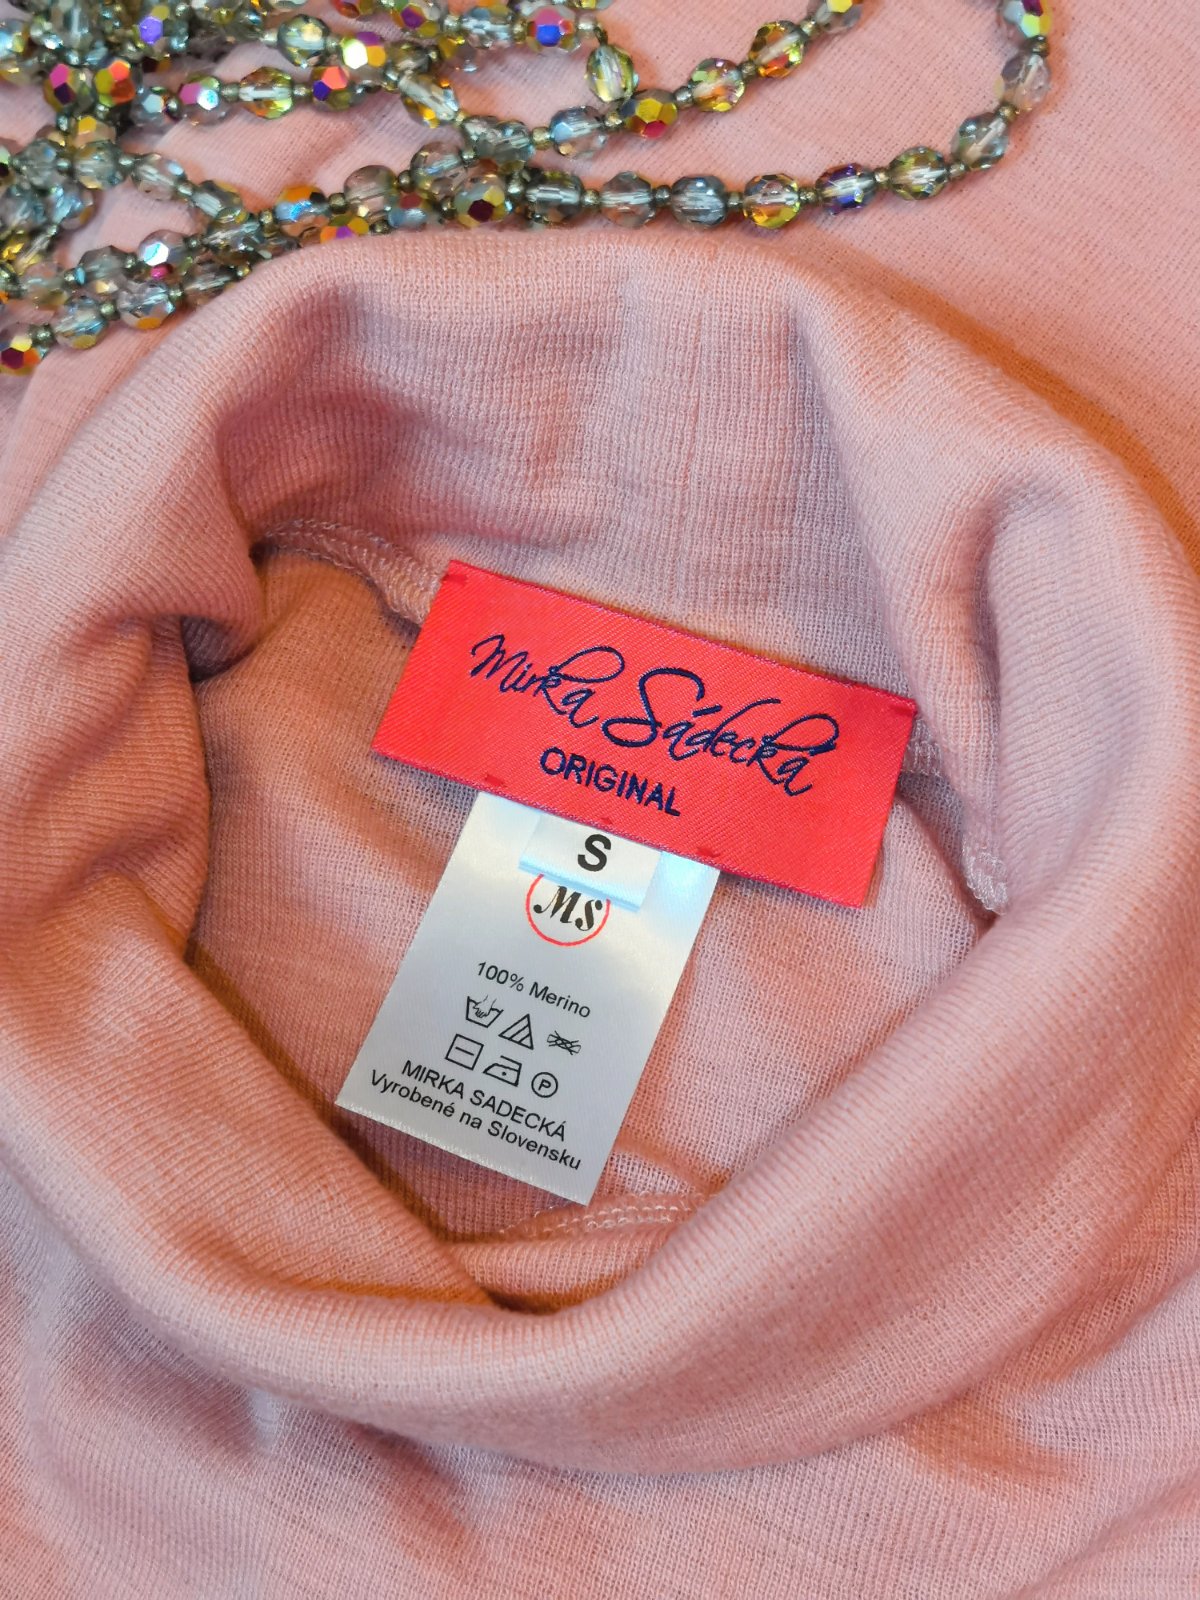 Mirka Sádecká
ORIGINAL
S
MS
100% Merino
P
MIRKA SADECKÁ
Vyrobené na Slovensku